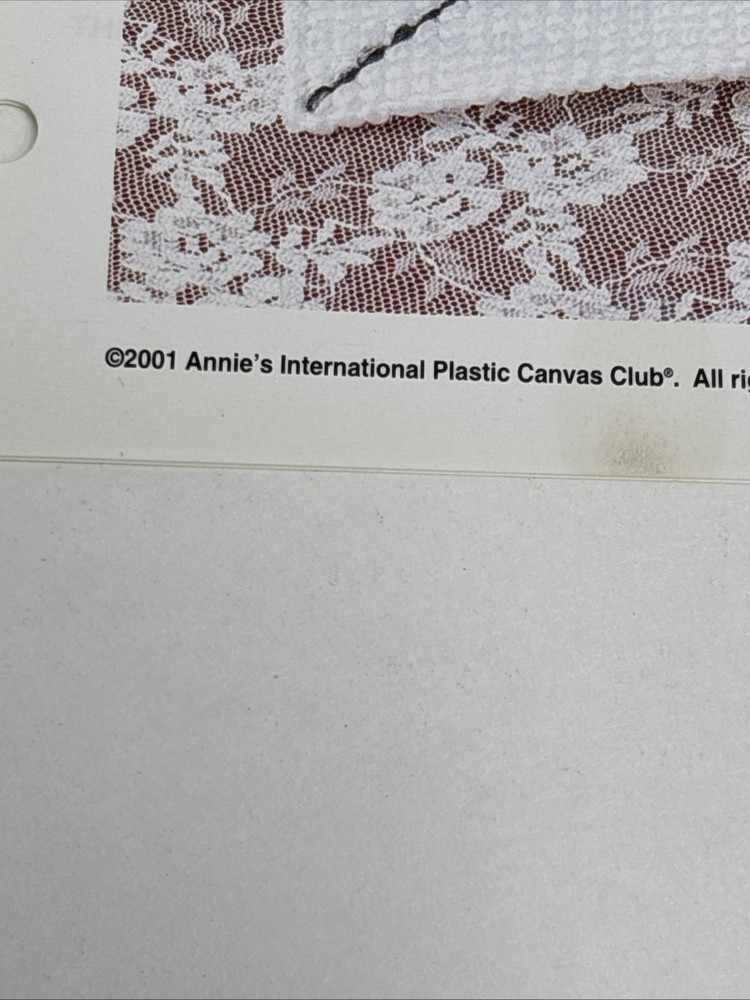 ©2001 Annie's International Plastic Canvas Club®. All